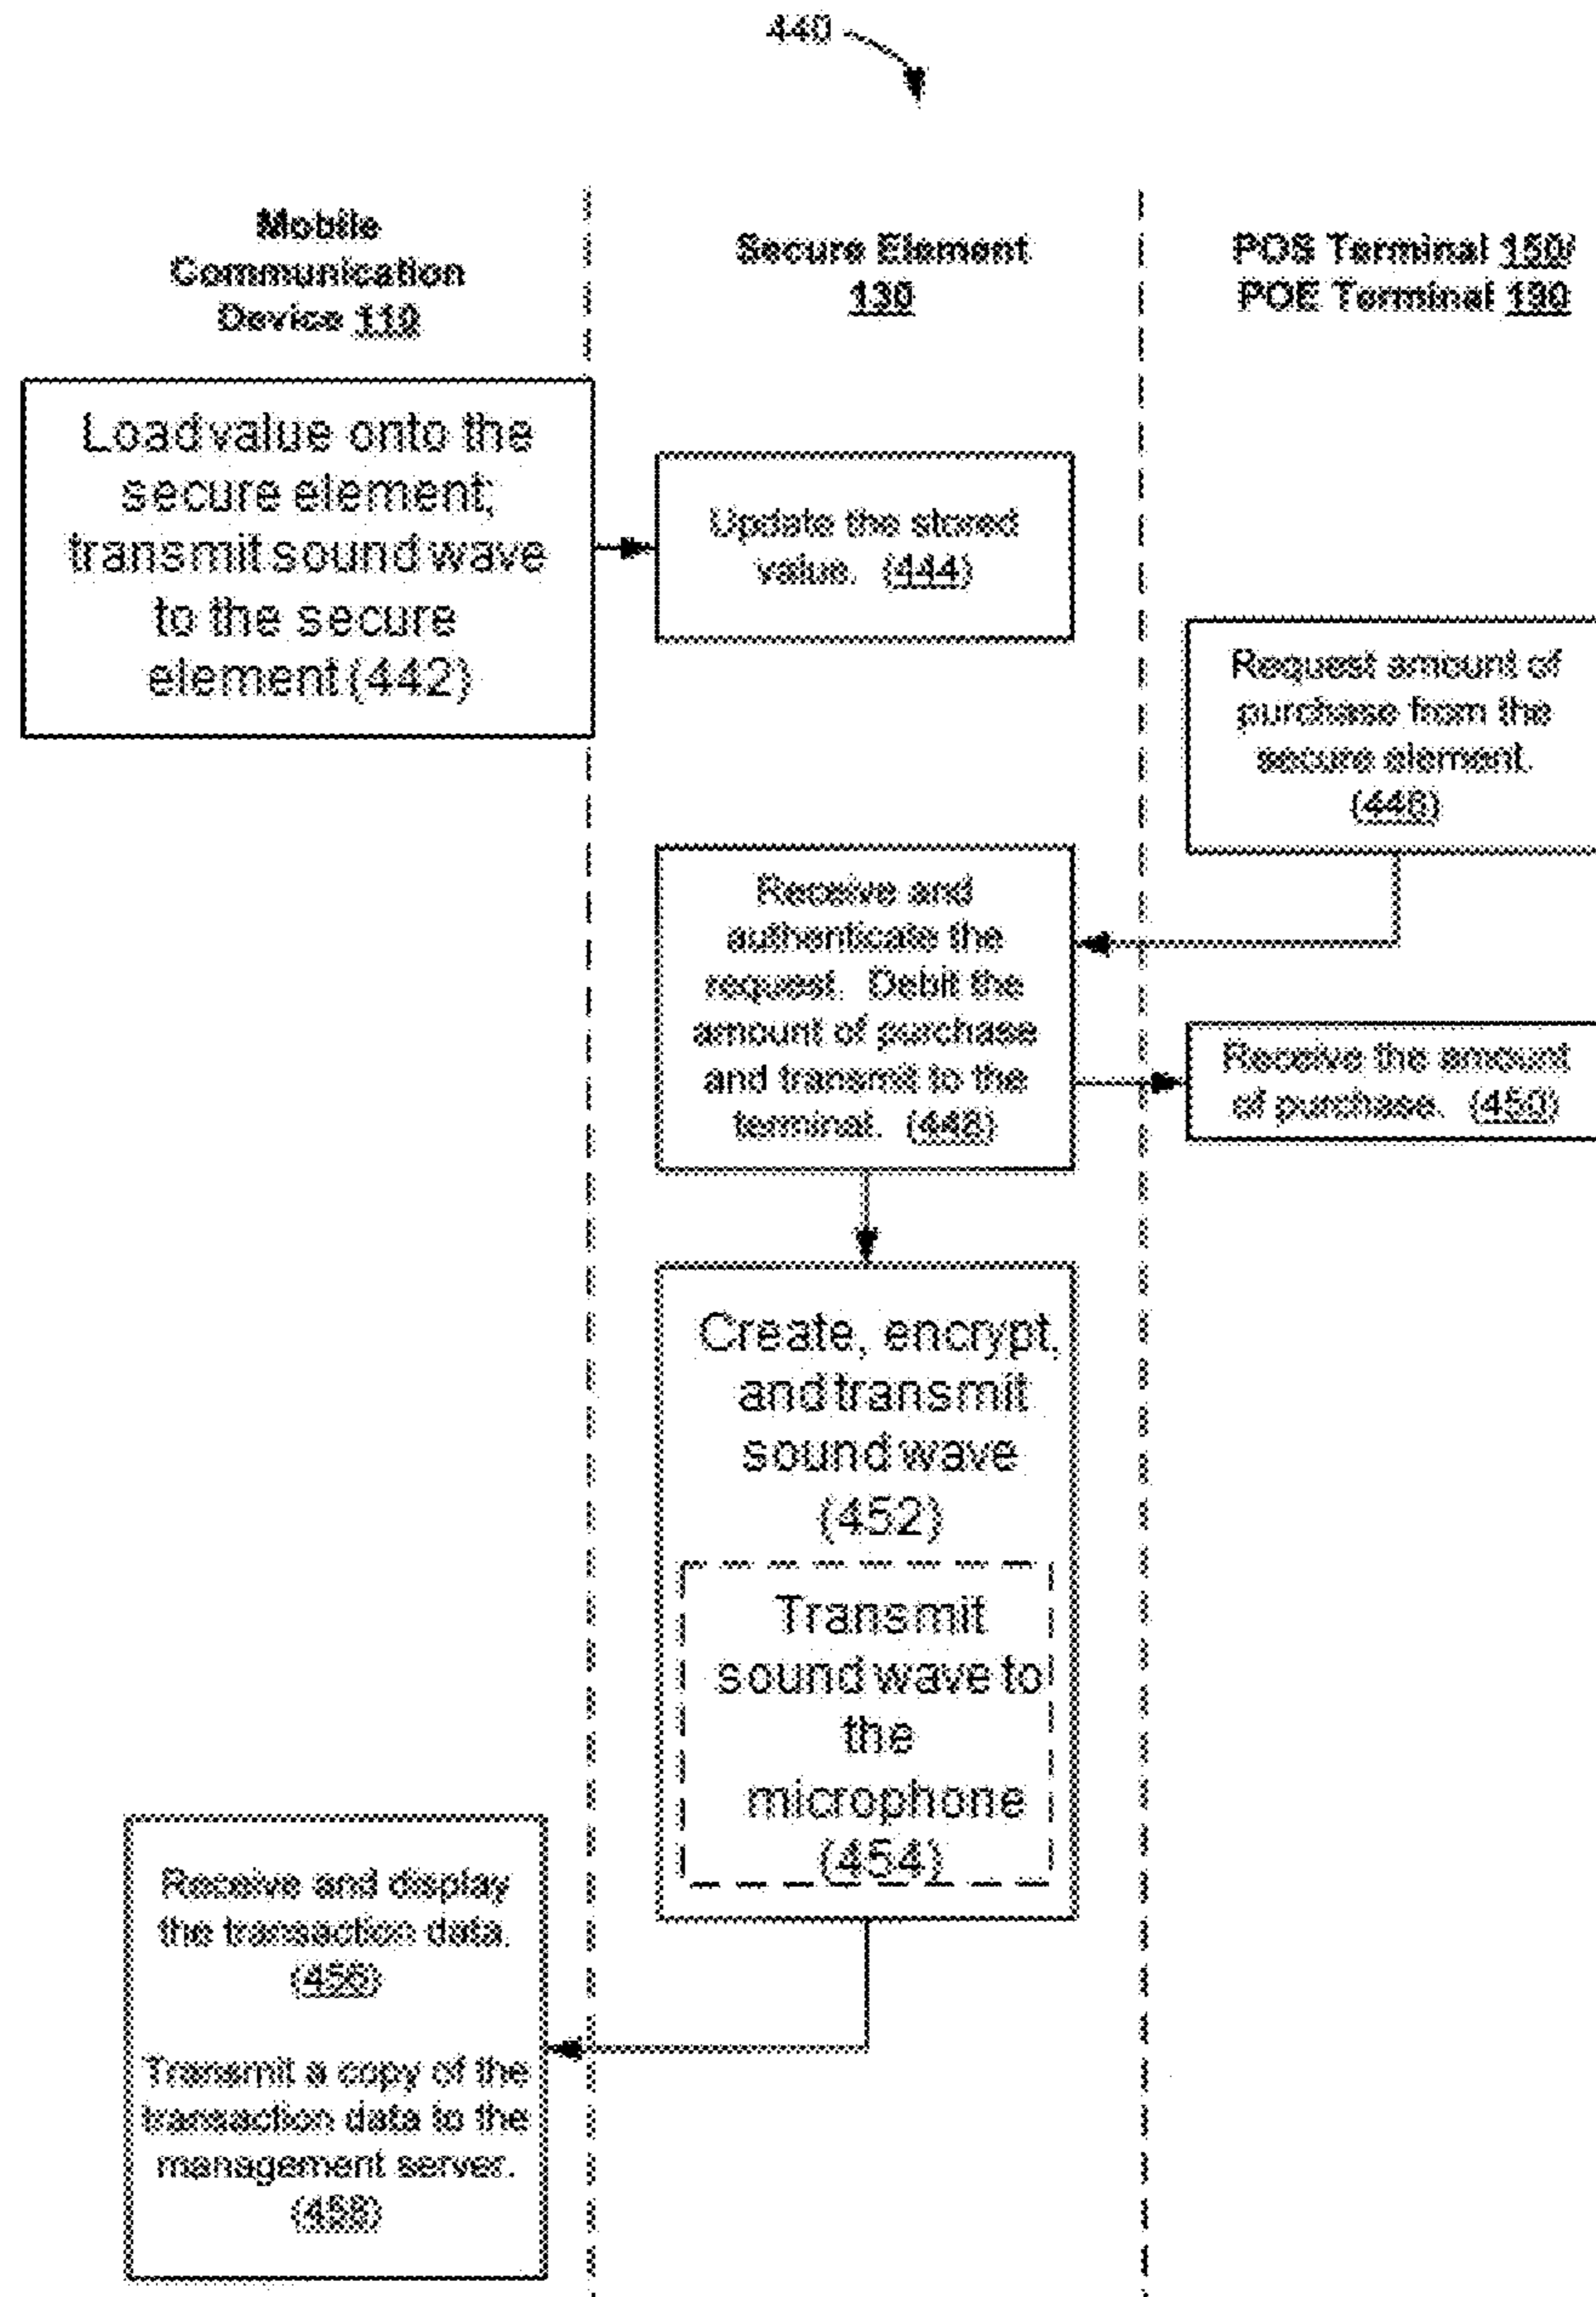 440
Mobile
Communication
Device 110
Secure Element
130
POS Terminal 150/
POE Terminal 190
Load value onto the
secure element;
transmit sound wave
to the secure
element (442)
Update the stored
value. (444)
Request amount of
purchase from the
secure element.
(446)
Receive and
authenticate the
request. Debit the
amount of purchase
and transmit to the
terminal. (448)
Receive the amount
of purchase. (450)
Create, encrypt,
and transmit
sound wave
(452)
Transmit
sound wave to
the
microphone
(454)
Receive and display
the transaction data.
(456)
Transmit a copy of the
transaction data to the
management server.
(458)